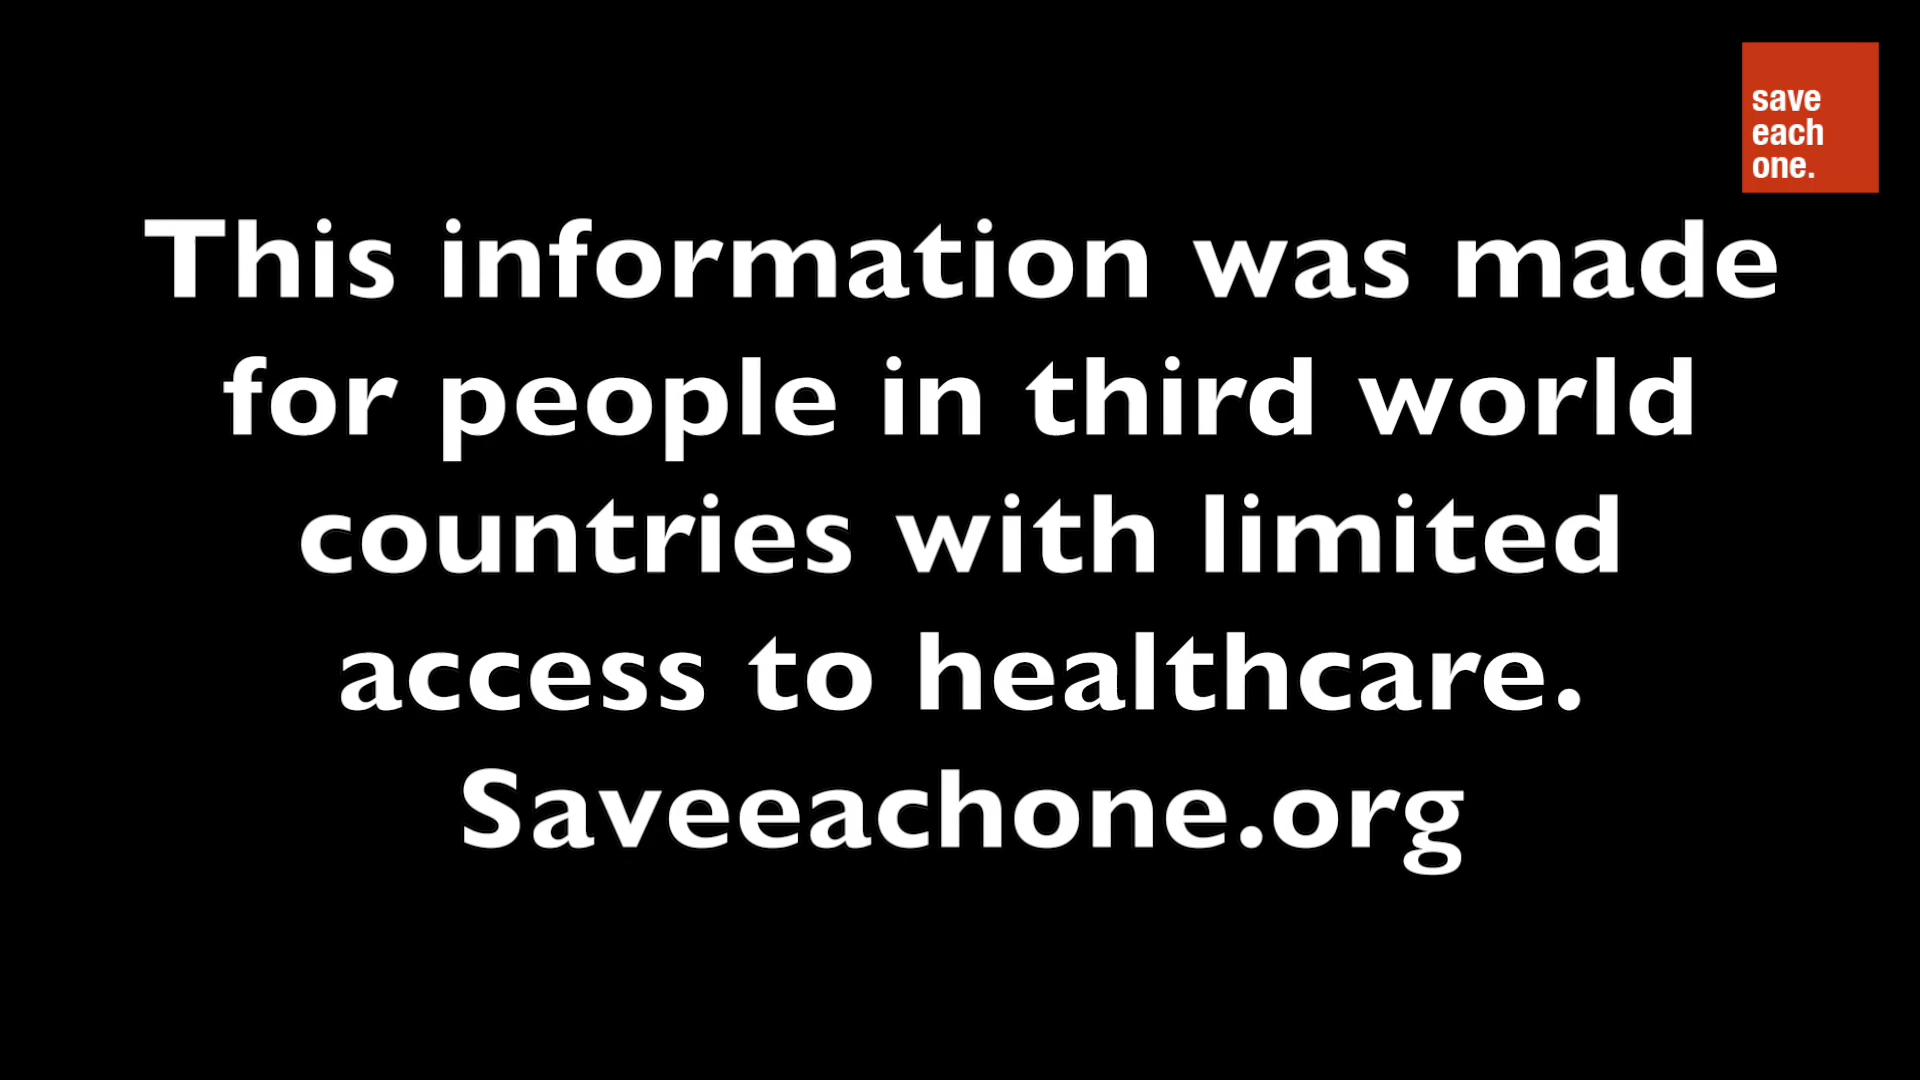 save
each
one.
This information was made
for people in third world
countries with limited
access to healthcare.
Saveeachone.org